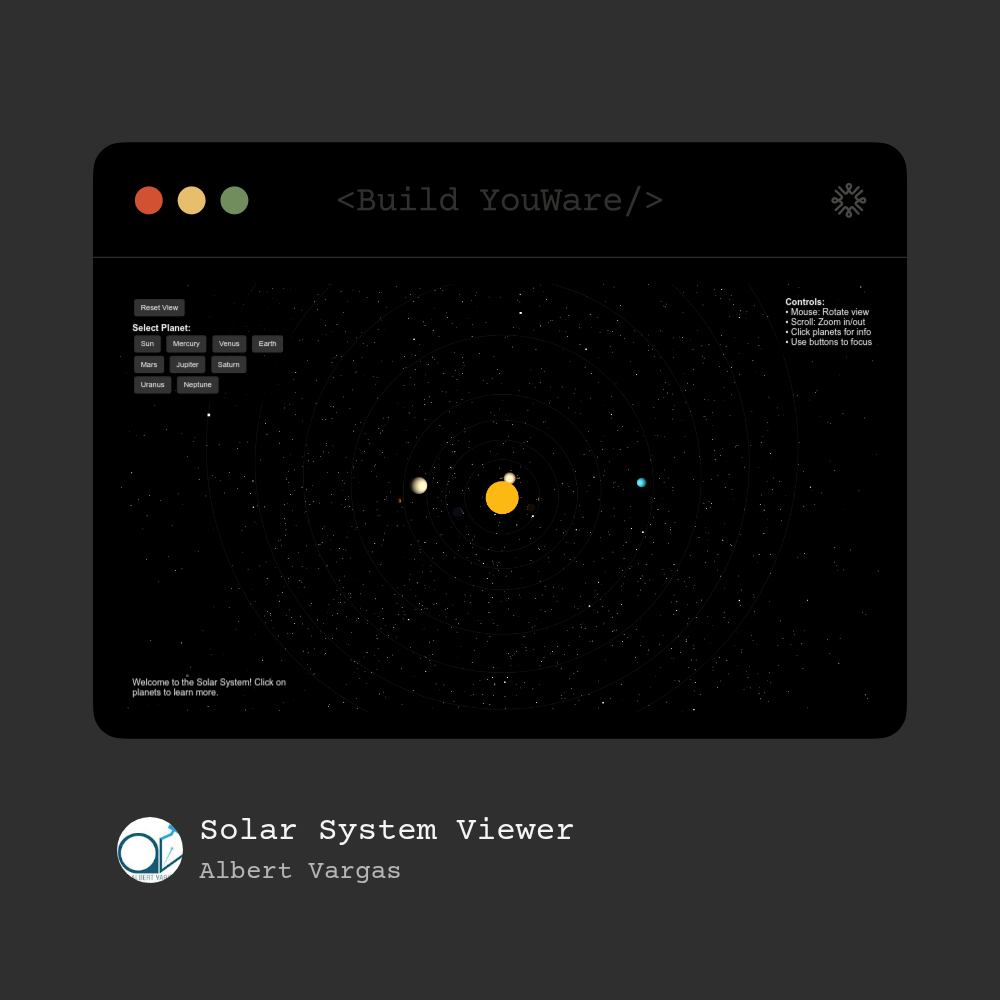 <Build YouWare/>
Reset View
Select Planet:
Sun Mercury Venus Earth
Mars Jupiter Saturn
Uranus Neptune
Controls:
• Mouse: Rotate view
• Scroll: Zoom in/out
• Click planets for info
• Use buttons to focus
Welcome to the Solar System! Click on
planets to learn more.
Solar System Viewer
Albert Vargas